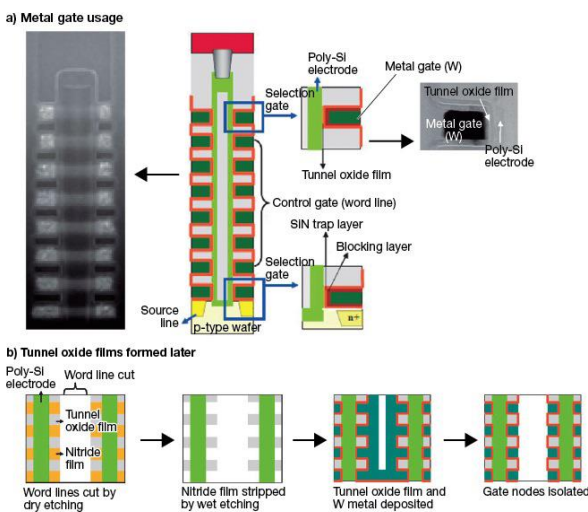 a) Metal gate usage
Poly-Si
electrode
Selection
gate
Metal gate (W)
Tunnel oxide film
Tunnel oxide film
Metal gate
(W)
Poly-Si
electrode
Control gate (word line)
SiN trap layer
Blocking layer
Selection
gate
Source
line
p-type wafer
n+
b) Tunnel oxide films formed later
Poly-Si
electrode
Word line cut
Tunnel
oxide film
Nitride
film
Word lines cut by
dry etching
Nitride film stripped
by wet etching
Tunnel oxide film and
W metal deposited
Gate nodes isolated